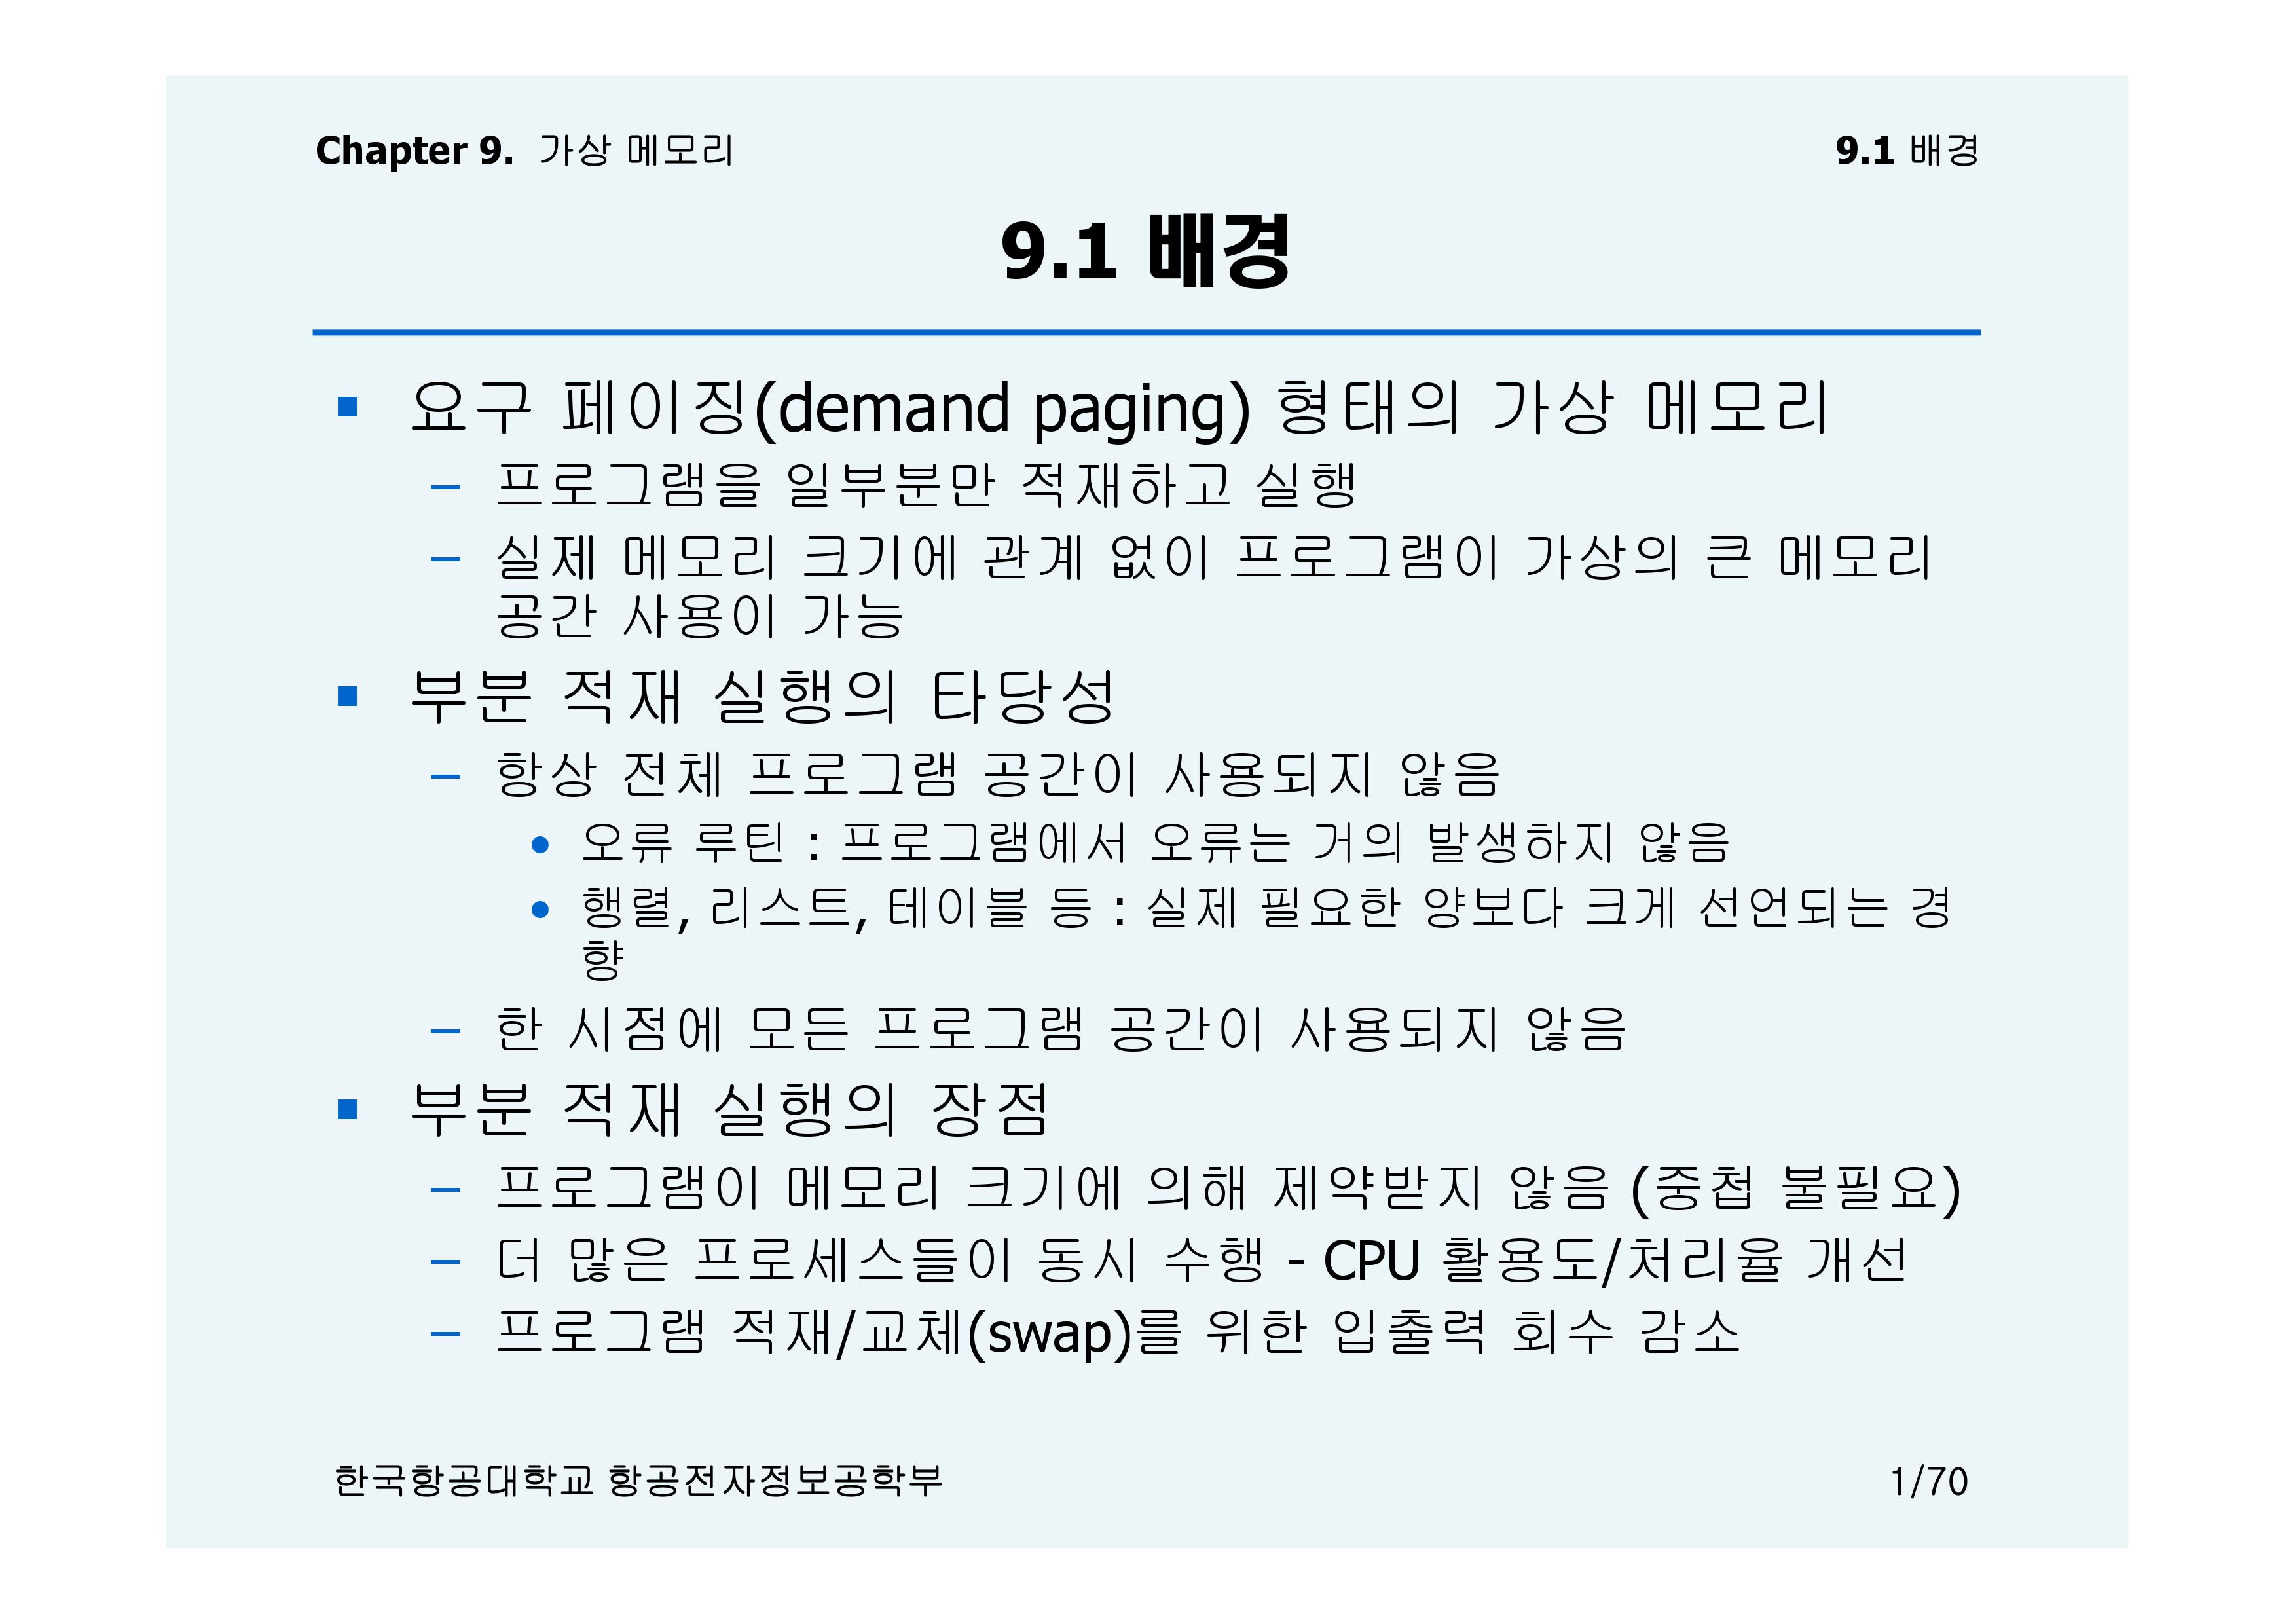 Chapter 9. 가상 메모리
9.1 배경
9.1 배경
▪ 요구 페이징(demand paging) 형태의 가상 메모리
– 프로그램을 일부분만 적재하고 실행
– 실제 메모리 크기에 관계 없이 프로그램이 가상의 큰 메모리
공간 사용이 가능
▪ 부분 적재 실행의 타당성
– 항상 전체 프로그램 공간이 사용되지 않음
• 오류 루틴 : 프로그램에서 오류는 거의 발생하지 않음
• 행렬, 리스트, 테이블 등 : 실제 필요한 양보다 크게 선언되는 경
향
– 한 시점에 모든 프로그램 공간이 사용되지 않음
▪ 부분 적재 실행의 장점
– 프로그램이 메모리 크기에 의해 제약받지 않음 (중첩 불필요)
– 더 많은 프로세스들이 동시 수행 - CPU 활용도/처리율 개선
– 프로그램 적재/교체(swap)를 위한 입출력 회수 감소
한국항공대학교 항공전자정보공학부
1/70